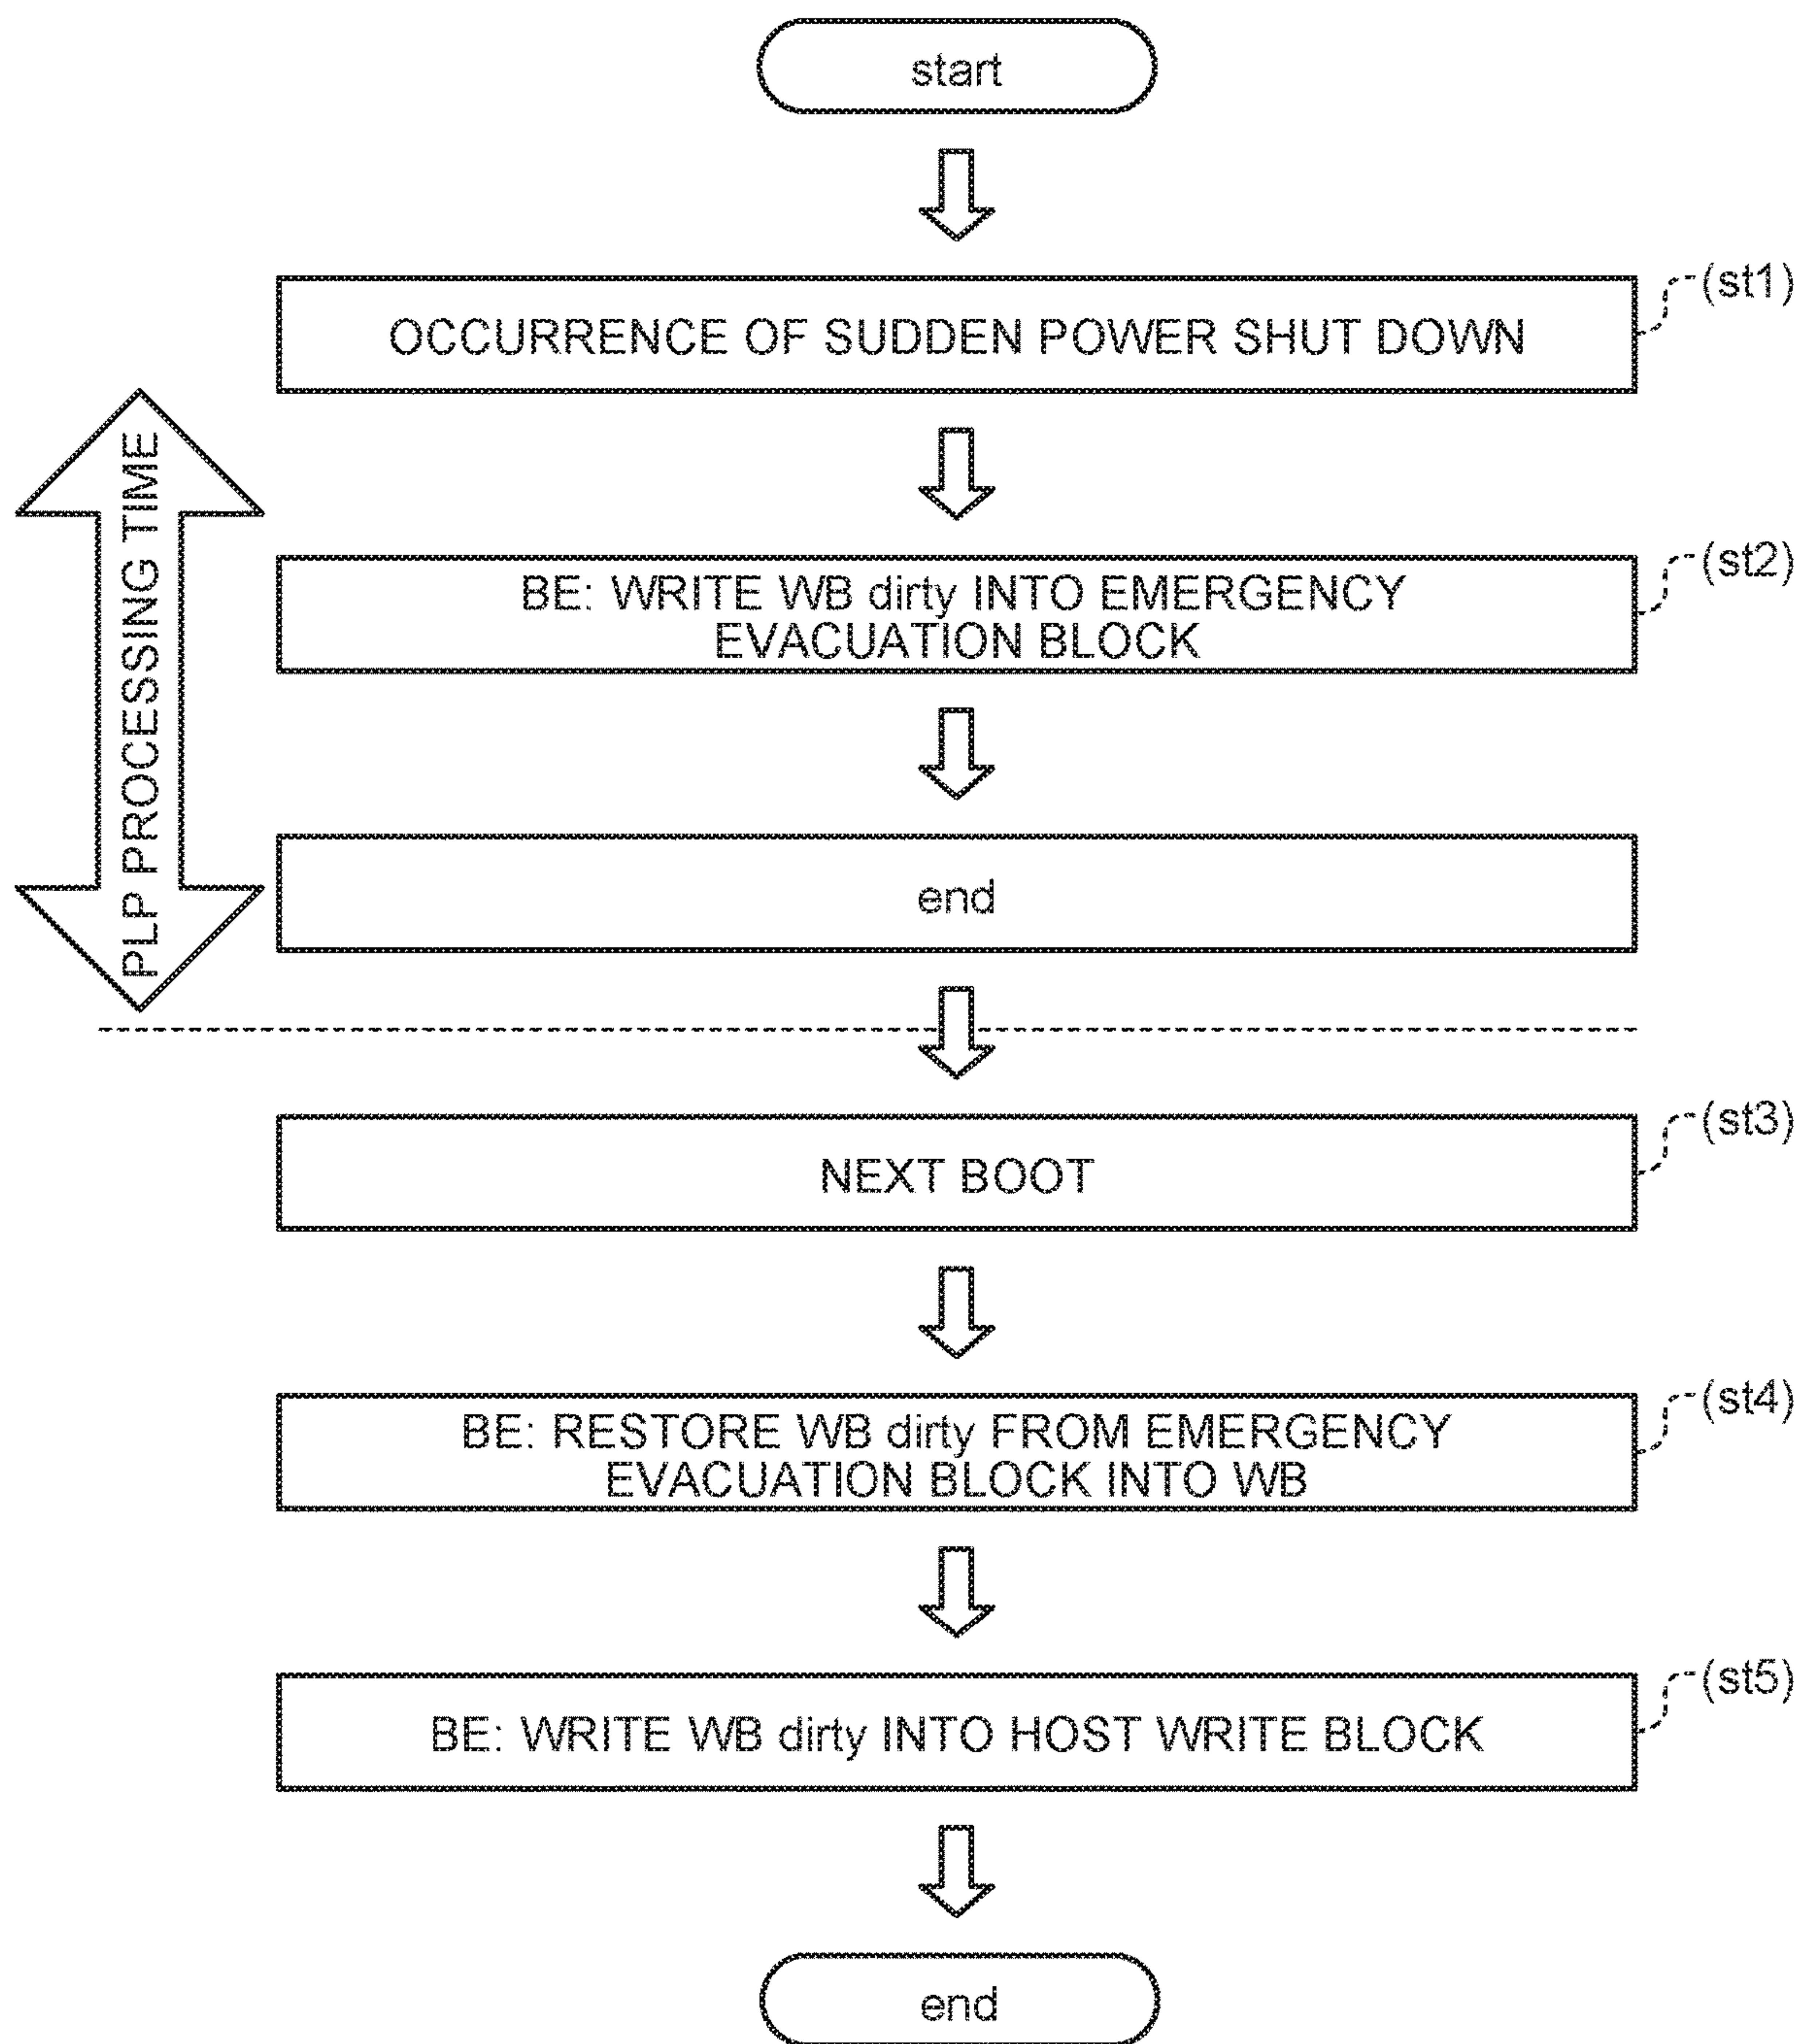 start
OCCURRENCE OF SUDDEN POWER SHUT DOWN
(st1)
PLP PROCESSING TIME
BE: WRITE WB dirty INTO EMERGENCY
EVACUATION BLOCK
(st2)
end
NEXT BOOT
(st3)
BE: RESTORE WB dirty FROM EMERGENCY
EVACUATION BLOCK INTO WB
(st4)
BE: WRITE WB dirty INTO HOST WRITE BLOCK
(st5)
end